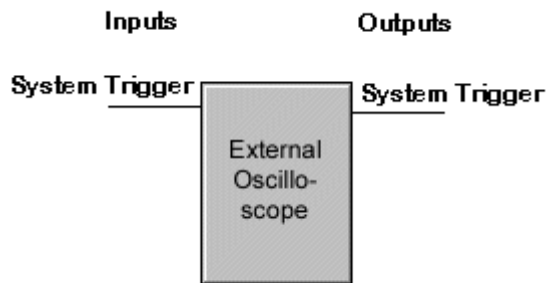 Inputs
Outputs
System Trigger
System Trigger
External
Oscillo-
scope